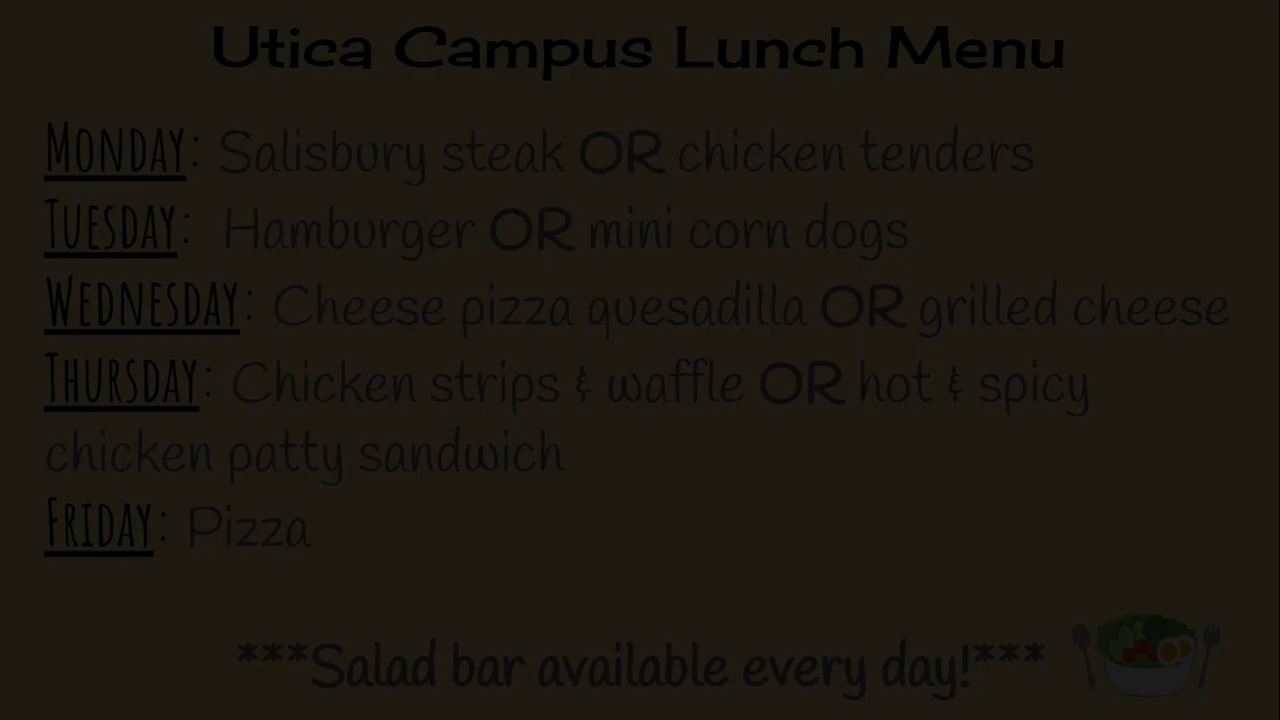 Utica Campus Lunch Menu
Monday: Salisbury steak OR chicken tenders
Tuesday: Hamburger OR mini corn dogs
Wednesday: Cheese pizza quesadilla OR grilled cheese
Thursday: Chicken strips & waffle OR hot & spicy
chicken patty sandwich
Friday: Pizza
***Salad bar available every day!***